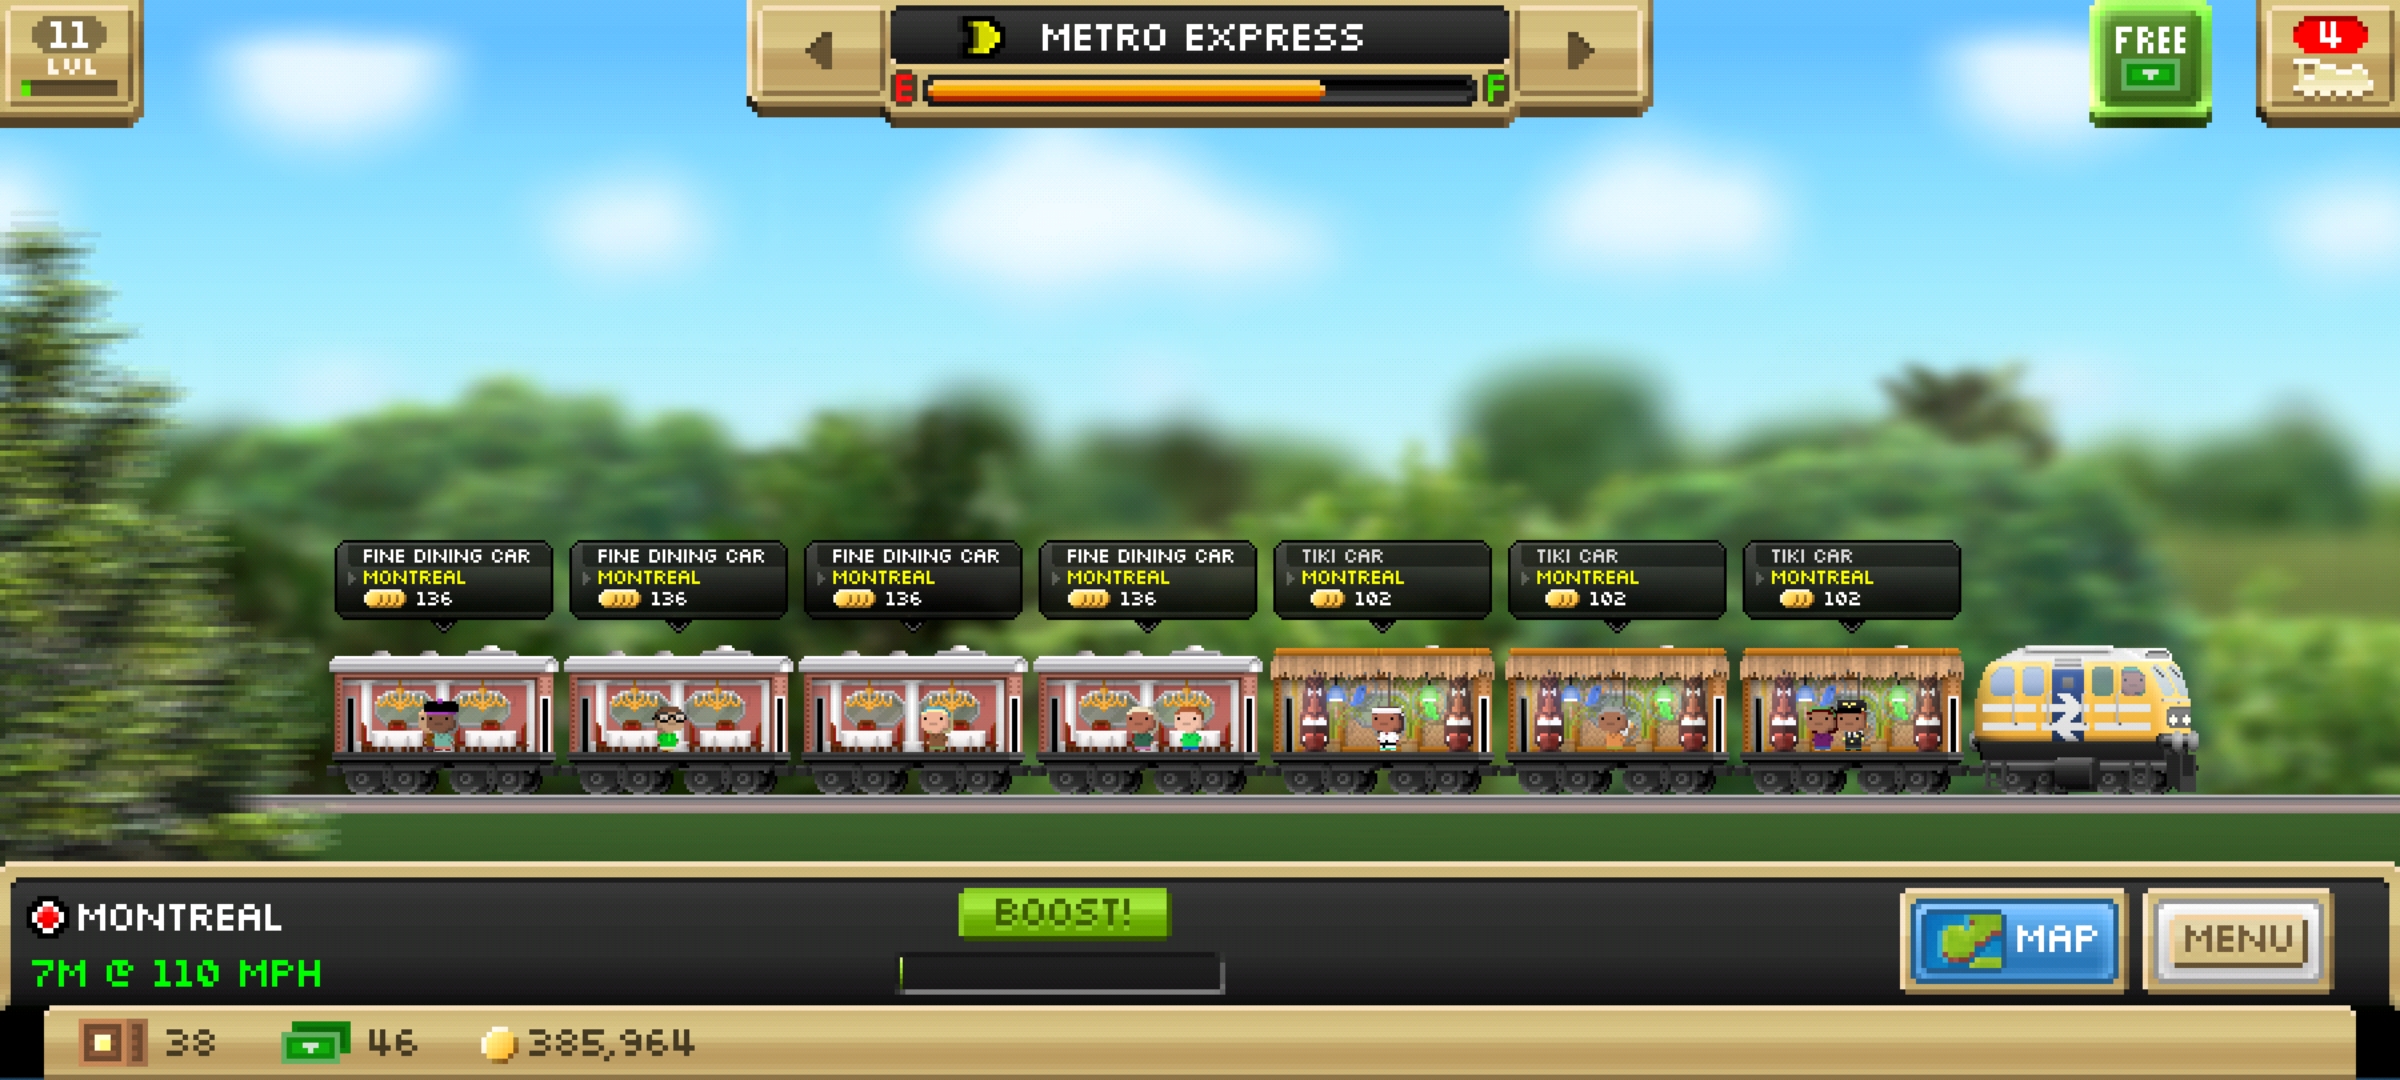 11
LVL
METRO EXPRESS
E F
FREE
4
FINE DINING CAR
MONTREAL
136
FINE DINING CAR
MONTREAL
136
FINE DINING CAR
MONTREAL
136
FINE DINING CAR
MONTREAL
136
TIKI CAR
MONTREAL
102
TIKI CAR
MONTREAL
102
TIKI CAR
MONTREAL
102
MONTREAL
7M @ 110 MPH
BOOST!
MAP
MENU
38
46
385,964